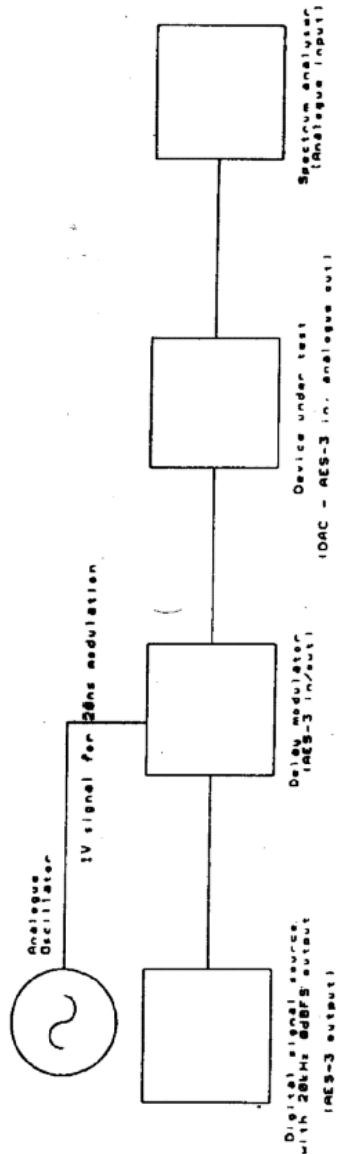 Analogue
Oscillator
1V signal for 20ns modulation
Digital signal source
with 20kHz 0dBFS output
(AES-3 output)
Delay modulator
(AES-3 in/out)
Device under test
(DAC - AES-3 in, analogue out)
Spectrum analyser
(Analogue input)